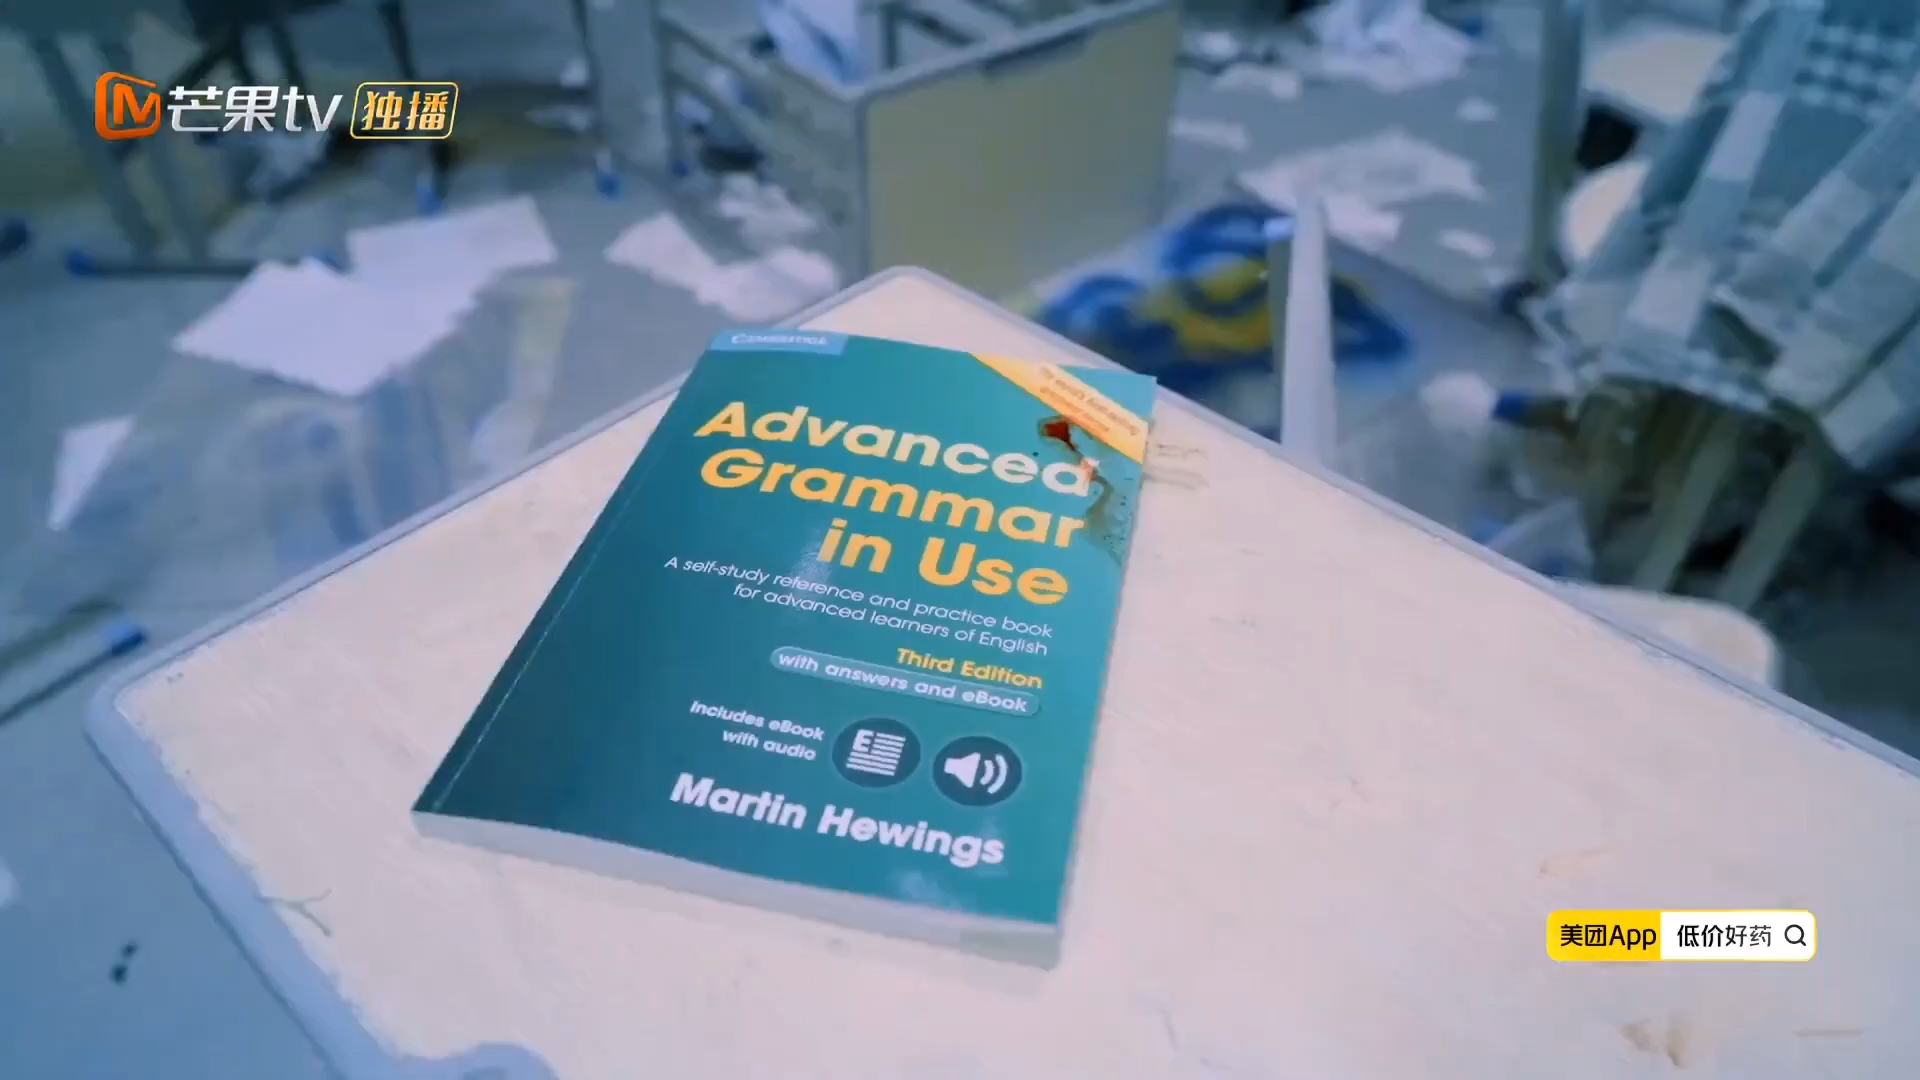 芒果tv 独播
CAMBRIDGE
Advanced
Grammar
in Use
A self-study reference and practice book
for advanced learners of English
Third Edition
with answers and eBook
Includes eBook
with audio
Martin Hewings
美团App 低价好药